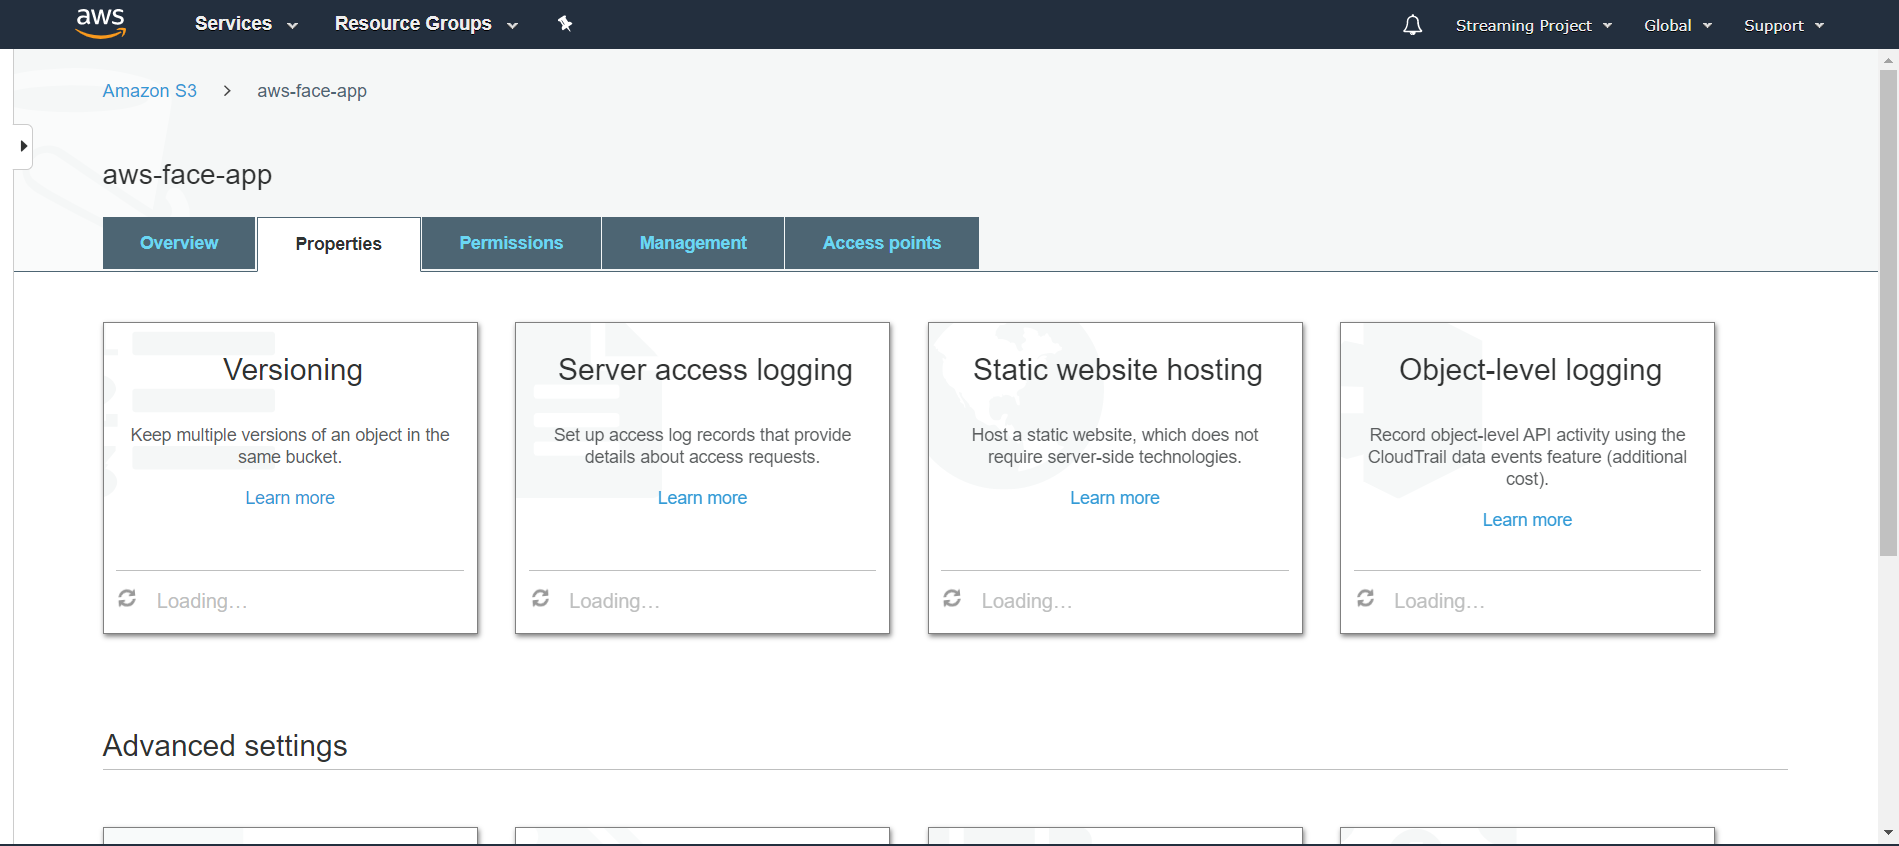 aws Services Resource Groups Streaming Project Global Support
Amazon S3 > aws-face-app
aws-face-app
Overview Properties Permissions Management Access points
Versioning
Keep multiple versions of an object in the
same bucket.
Learn more
Loading...
Server access logging
Set up access log records that provide
details about access requests.
Learn more
Loading...
Static website hosting
Host a static website, which does not
require server-side technologies.
Learn more
Loading...
Object-level logging
Record object-level API activity using the
CloudTrail data events feature (additional
cost).
Learn more
Loading...
Advanced settings